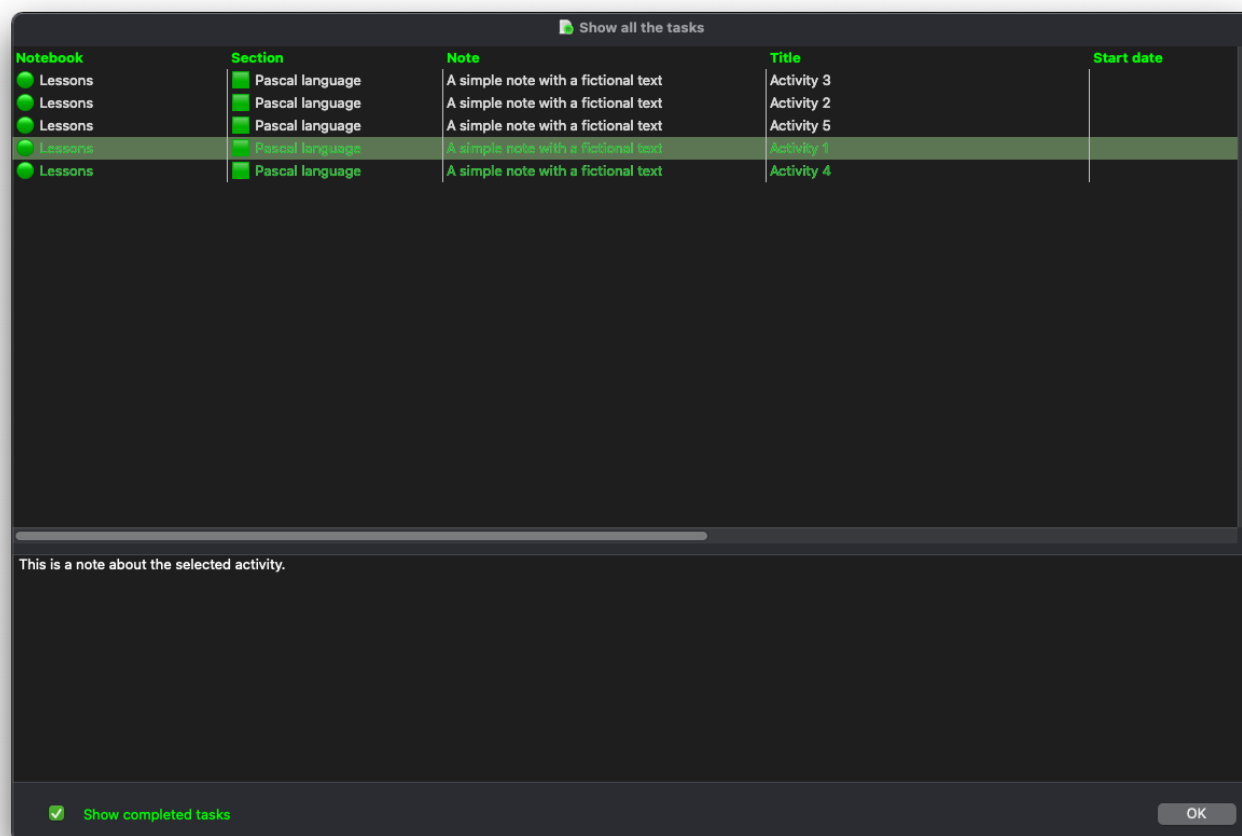 Show all the tasks
Notebook Section Note Title Start date
Lessons Pascal language A simple note with a fictional text Activity 3
Lessons Pascal language A simple note with a fictional text Activity 2
Lessons Pascal language A simple note with a fictional text Activity 5
Lessons Pascal language A simple note with a fictional text Activity 1
Lessons Pascal language A simple note with a fictional text Activity 4
This is a note about the selected activity.
Show completed tasks OK